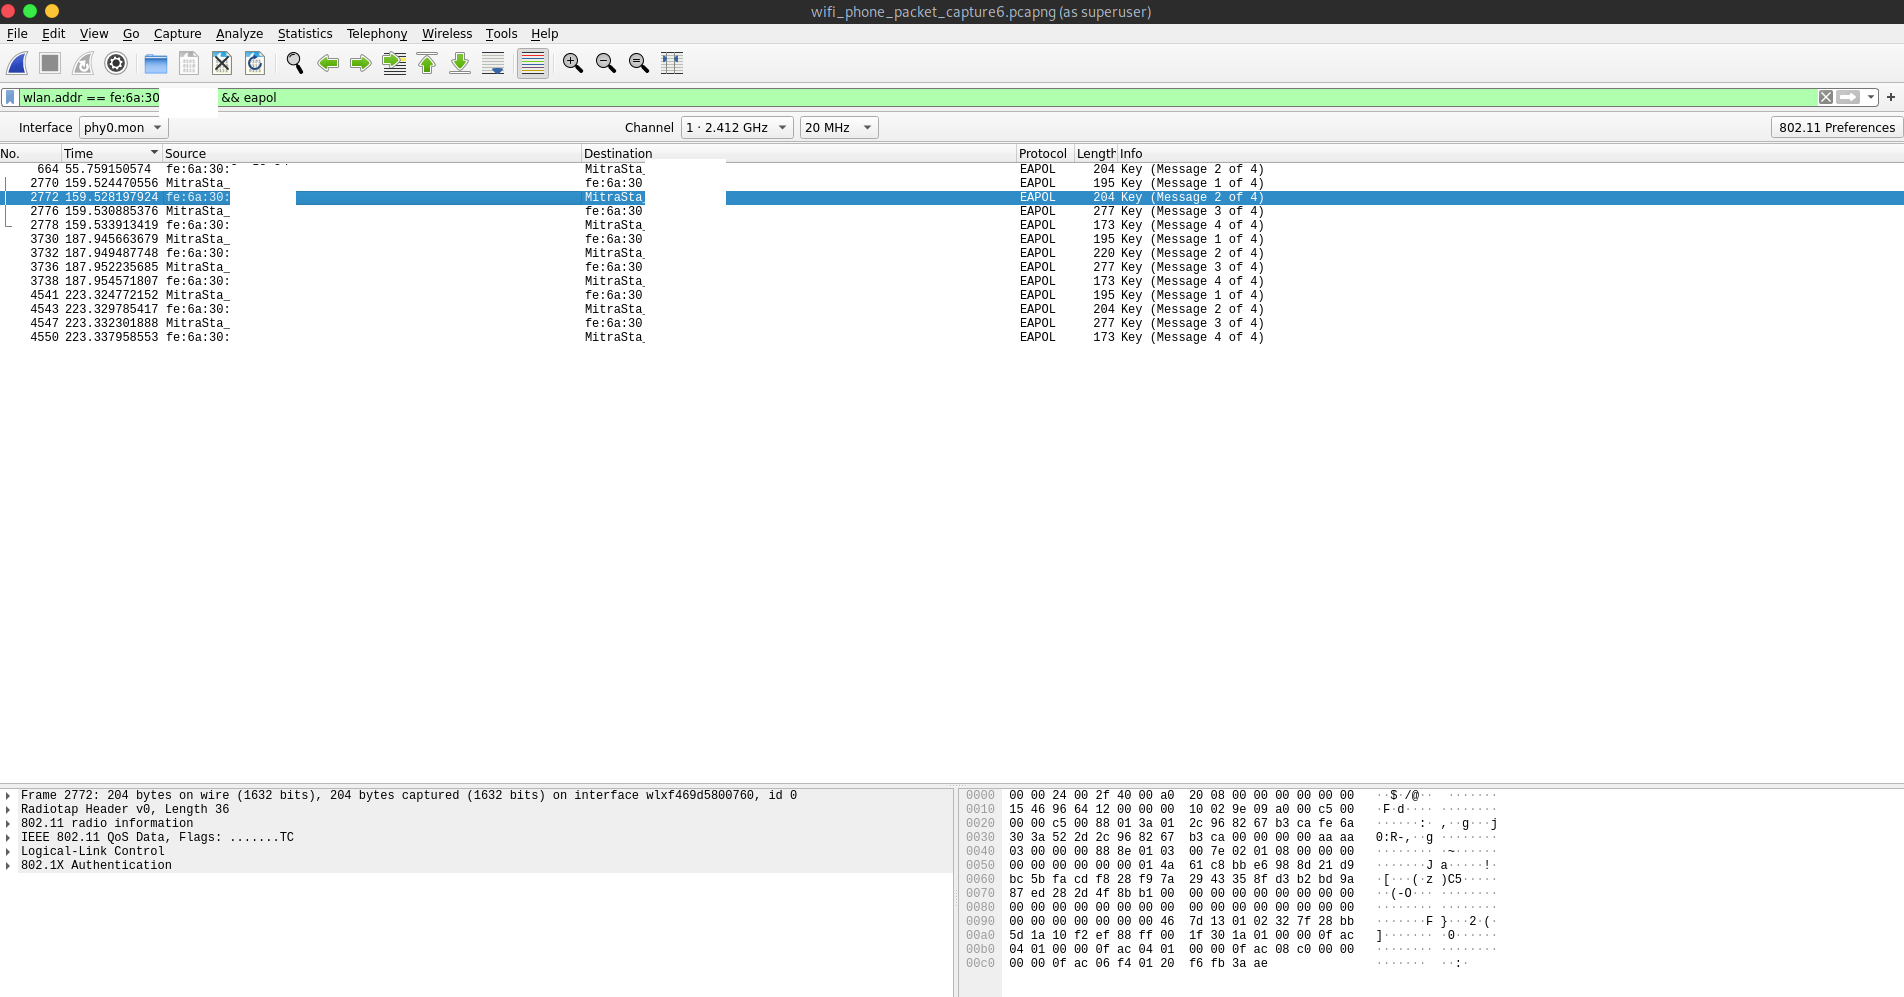 wifi_phone_packet_capture6.pcapng (as superuser)
File Edit View Go Capture Analyze Statistics Telephony Wireless Tools Help
wlan.addr == fe:6a:30 && eapol
Interface phy0.mon Channel 1 · 2.412 GHz 20 MHz 802.11 Preferences
No. Time Source Destination Protocol Length Info
664 55.759150574 fe:6a:30: MitraSta_ EAPOL 204 Key (Message 2 of 4)
2770 159.524470556 MitraSta_ fe:6a:30 EAPOL 195 Key (Message 1 of 4)
2772 159.528197924 fe:6a:30: MitraSta_ EAPOL 204 Key (Message 2 of 4)
2776 159.530885376 MitraSta_ fe:6a:30 EAPOL 277 Key (Message 3 of 4)
2778 159.533913419 fe:6a:30: MitraSta_ EAPOL 173 Key (Message 4 of 4)
3730 187.945663679 MitraSta_ fe:6a:30 EAPOL 195 Key (Message 1 of 4)
3732 187.949487748 fe:6a:30: MitraSta_ EAPOL 220 Key (Message 2 of 4)
3736 187.952235685 MitraSta_ fe:6a:30 EAPOL 277 Key (Message 3 of 4)
3738 187.954571807 fe:6a:30: MitraSta_ EAPOL 173 Key (Message 4 of 4)
4541 223.324772152 MitraSta_ fe:6a:30 EAPOL 195 Key (Message 1 of 4)
4543 223.329785417 fe:6a:30: MitraSta_ EAPOL 204 Key (Message 2 of 4)
4547 223.332301888 MitraSta_ fe:6a:30 EAPOL 277 Key (Message 3 of 4)
4550 223.337958553 fe:6a:30: MitraSta_ EAPOL 173 Key (Message 4 of 4)
Frame 2772: 204 bytes on wire (1632 bits), 204 bytes captured (1632 bits) on interface wlxf469d5800760, id 0
Radiotap Header v0, Length 36
802.11 radio information
IEEE 802.11 QoS Data, Flags: .......TC
Logical-Link Control
802.1X Authentication
0000 00 00 24 00 2f 40 00 a0 20 08 00 00 00 00 00 00 ··$·/@·· ·······
0010 15 46 96 64 12 00 00 00 10 02 9e 09 a0 00 c5 00 ·F·d···· ········
0020 00 00 c5 00 88 01 3a 01 2c 96 82 67 b3 ca fe 6a ······:· ,··g···j
0030 30 3a 52 2d 2c 96 82 67 b3 ca 00 00 00 00 aa aa 0:R-,··g ········
0040 03 00 00 00 88 8e 01 03 00 7e 02 01 08 00 00 00 ········ ·~······
0050 00 00 00 00 00 00 01 4a 61 c8 bb e6 98 8d 21 d9 ·······J a·····!·
0060 bc 5b fa cd f8 28 f9 7a 29 43 35 8f d3 b2 bd 9a ·[···(·z )C5·····
0070 87 ed 28 2d 4f 8b b1 00 00 00 00 00 00 00 00 00 ··(-O··· ········
0080 00 00 00 00 00 00 00 00 00 00 00 00 00 00 00 00 ········ ········
0090 00 00 00 00 00 00 00 46 7d 13 01 02 32 7f 28 bb ·······F }···2·(·
00a0 5d 1a 10 f2 ef 88 ff 00 1f 30 1a 01 00 00 0f ac ]······· ·0······
00b0 04 01 00 00 0f ac 04 01 00 00 0f ac 08 c0 00 00 ········ ········
00c0 00 00 0f ac 06 f4 01 20 f6 fb 3a ae ······· ··:·